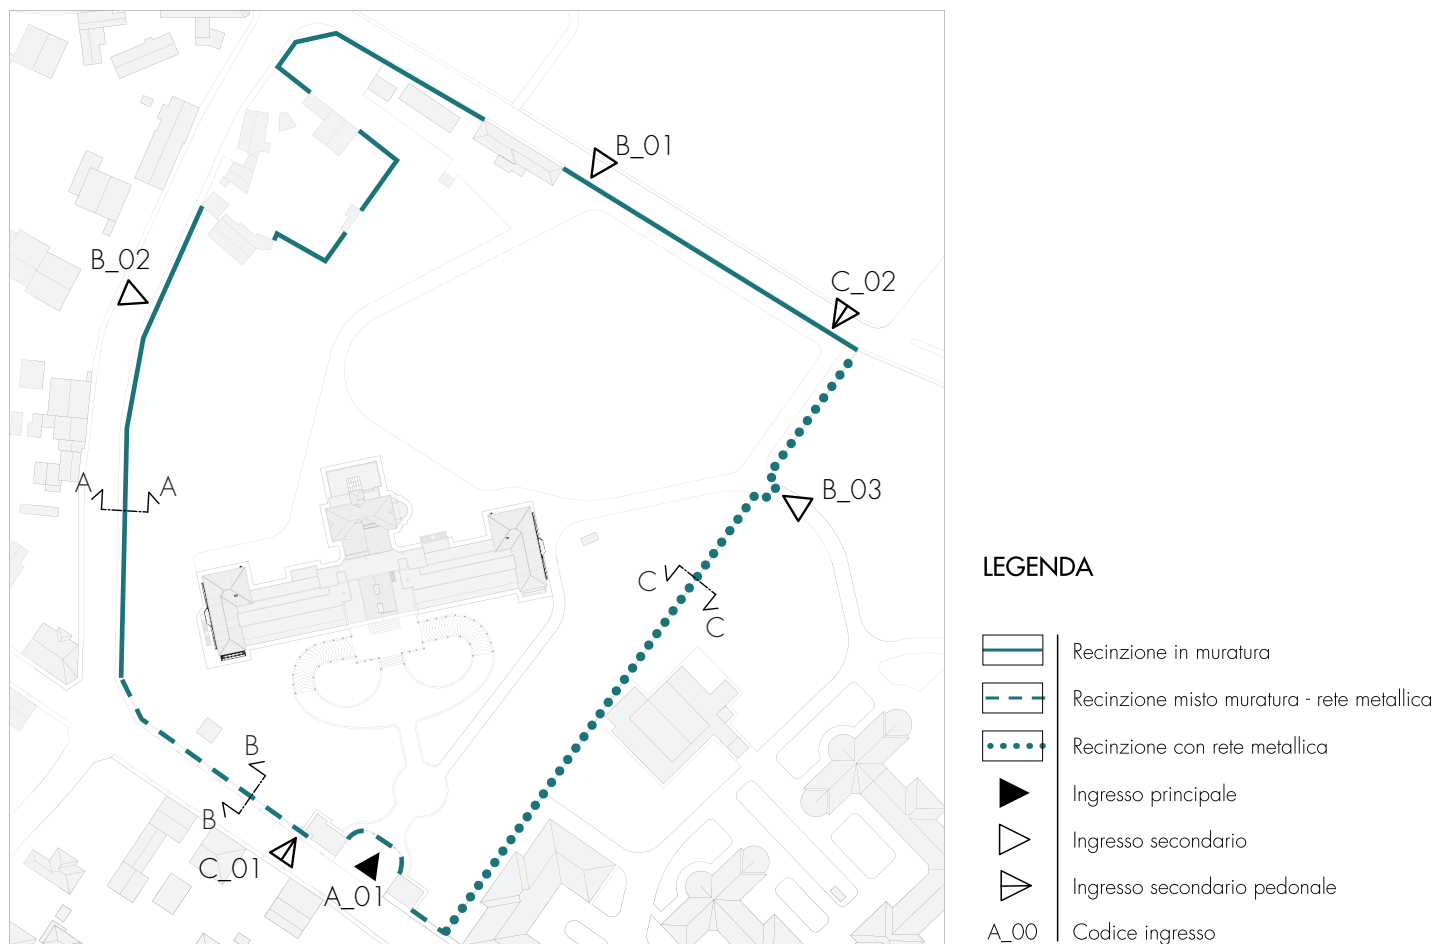 B_01
B_02
C_02
A
A
B_03
C
C
B
B
C_01
A_01
LEGENDA
Recinzione in muratura
Recinzione misto muratura - rete metallica
Recinzione con rete metallica
Ingresso principale
Ingresso secondario
Ingresso secondario pedonale
A_00 Codice ingresso